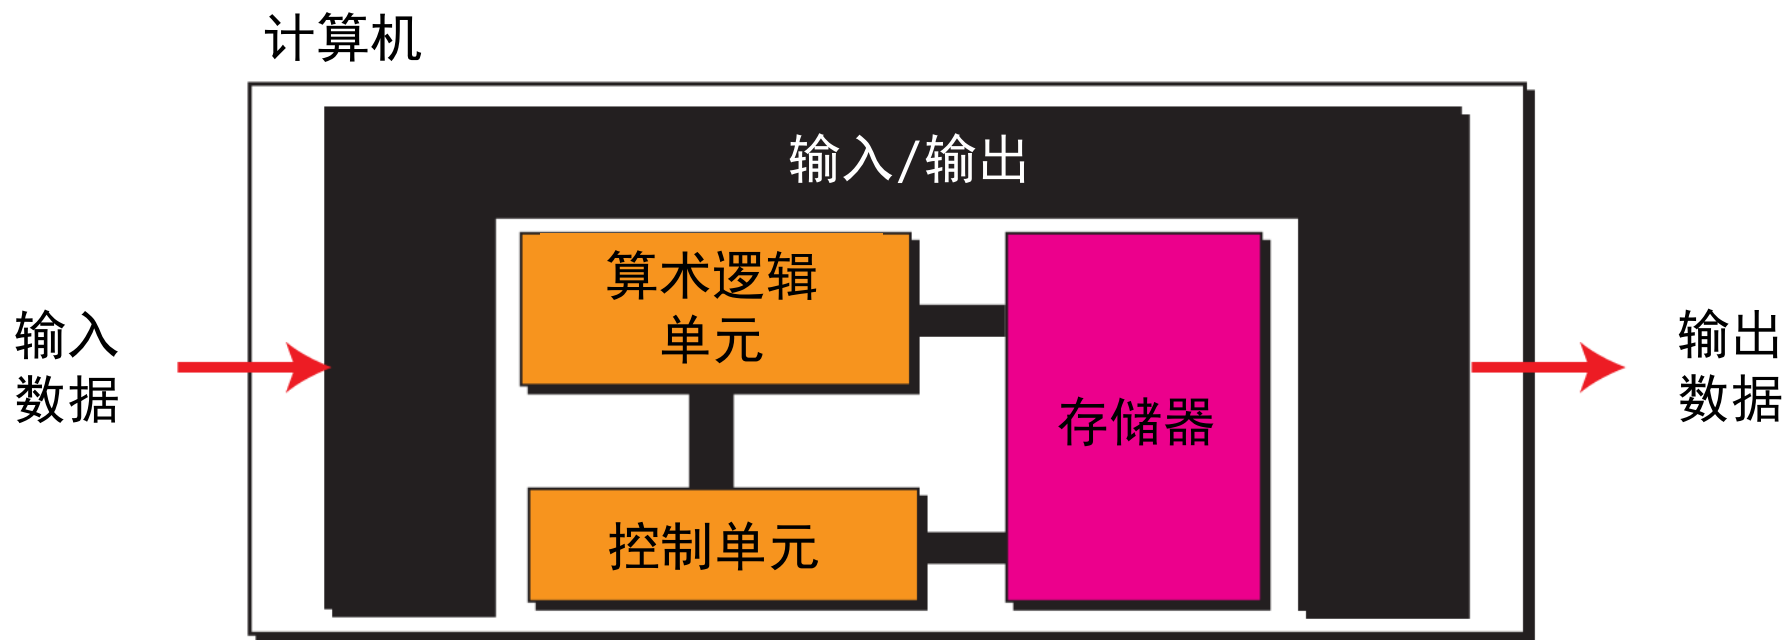 计算机
输入/输出
算术逻辑
单元
输入
数据
存储器
控制单元
输出
数据